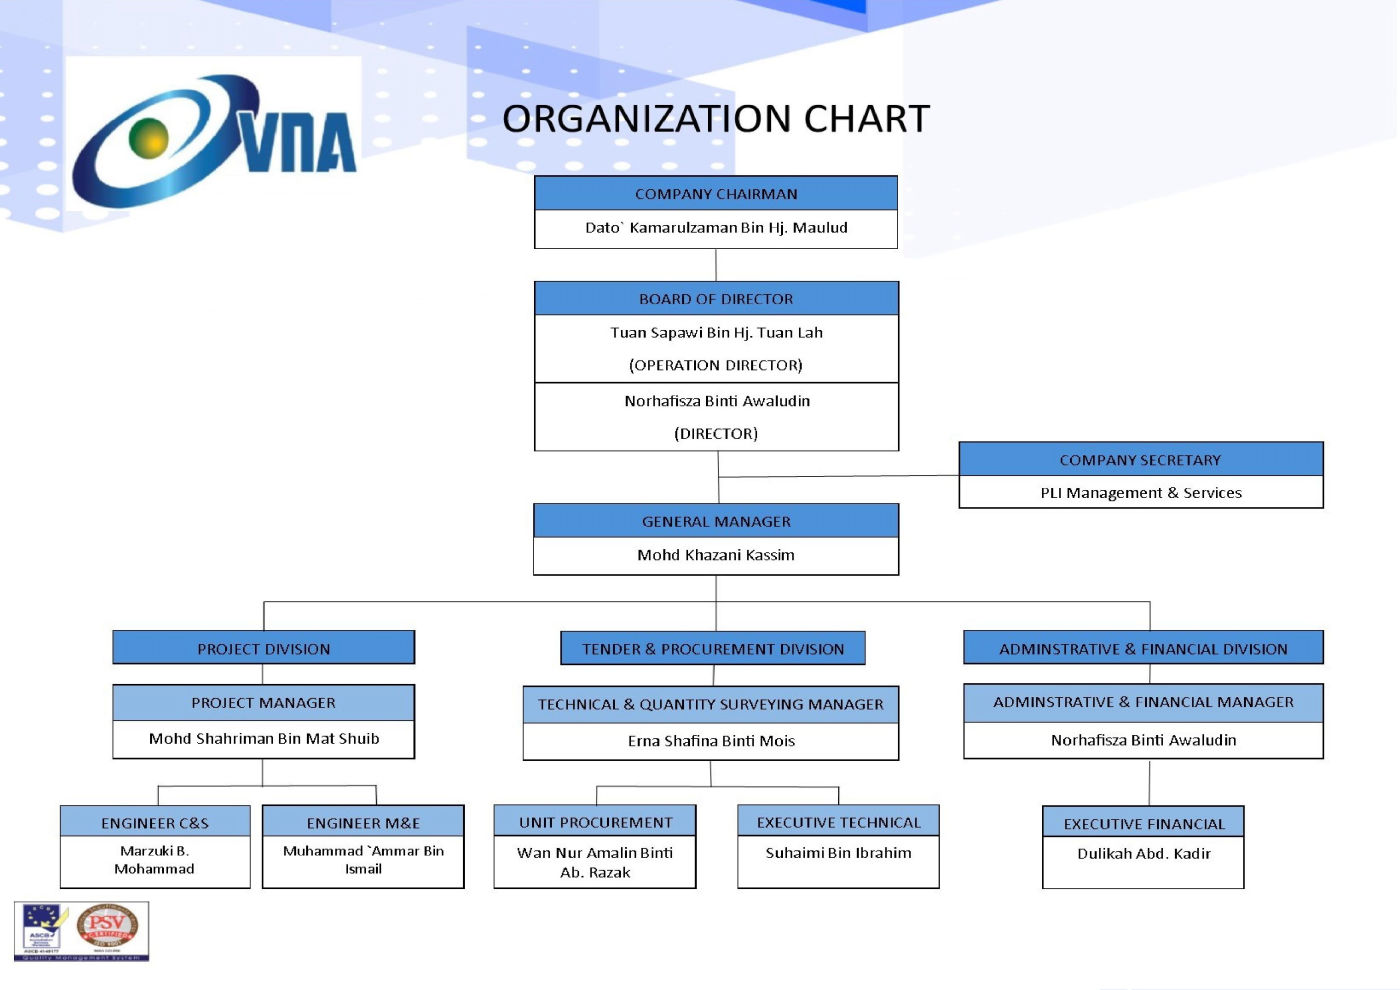 VNA
ORGANIZATION CHART
COMPANY CHAIRMAN
Dato` Kamarulzaman Bin Hj. Maulud
BOARD OF DIRECTOR
Tuan Sapawi Bin Hj. Tuan Lah
(OPERATION DIRECTOR)
Norhafisza Binti Awaludin
(DIRECTOR)
COMPANY SECRETARY
PLI Management & Services
GENERAL MANAGER
Mohd Khazani Kassim
PROJECT DIVISION
PROJECT MANAGER
Mohd Shahriman Bin Mat Shuib
ENGINEER C&S
Marzuki B.
Mohammad
ENGINEER M&E
Muhammad `Ammar Bin
Ismail
TENDER & PROCUREMENT DIVISION
TECHNICAL & QUANTITY SURVEYING MANAGER
Erna Shafina Binti Mois
UNIT PROCUREMENT
Wan Nur Amalin Binti
Ab. Razak
EXECUTIVE TECHNICAL
Suhaimi Bin Ibrahim
ADMINSTRATIVE & FINANCIAL DIVISION
ADMINSTRATIVE & FINANCIAL MANAGER
Norhafisza Binti Awaludin
EXECUTIVE FINANCIAL
Dulikah Abd. Kadir
ASCB
PSV
CERTIFIED
ISO 9001
Quality Management System